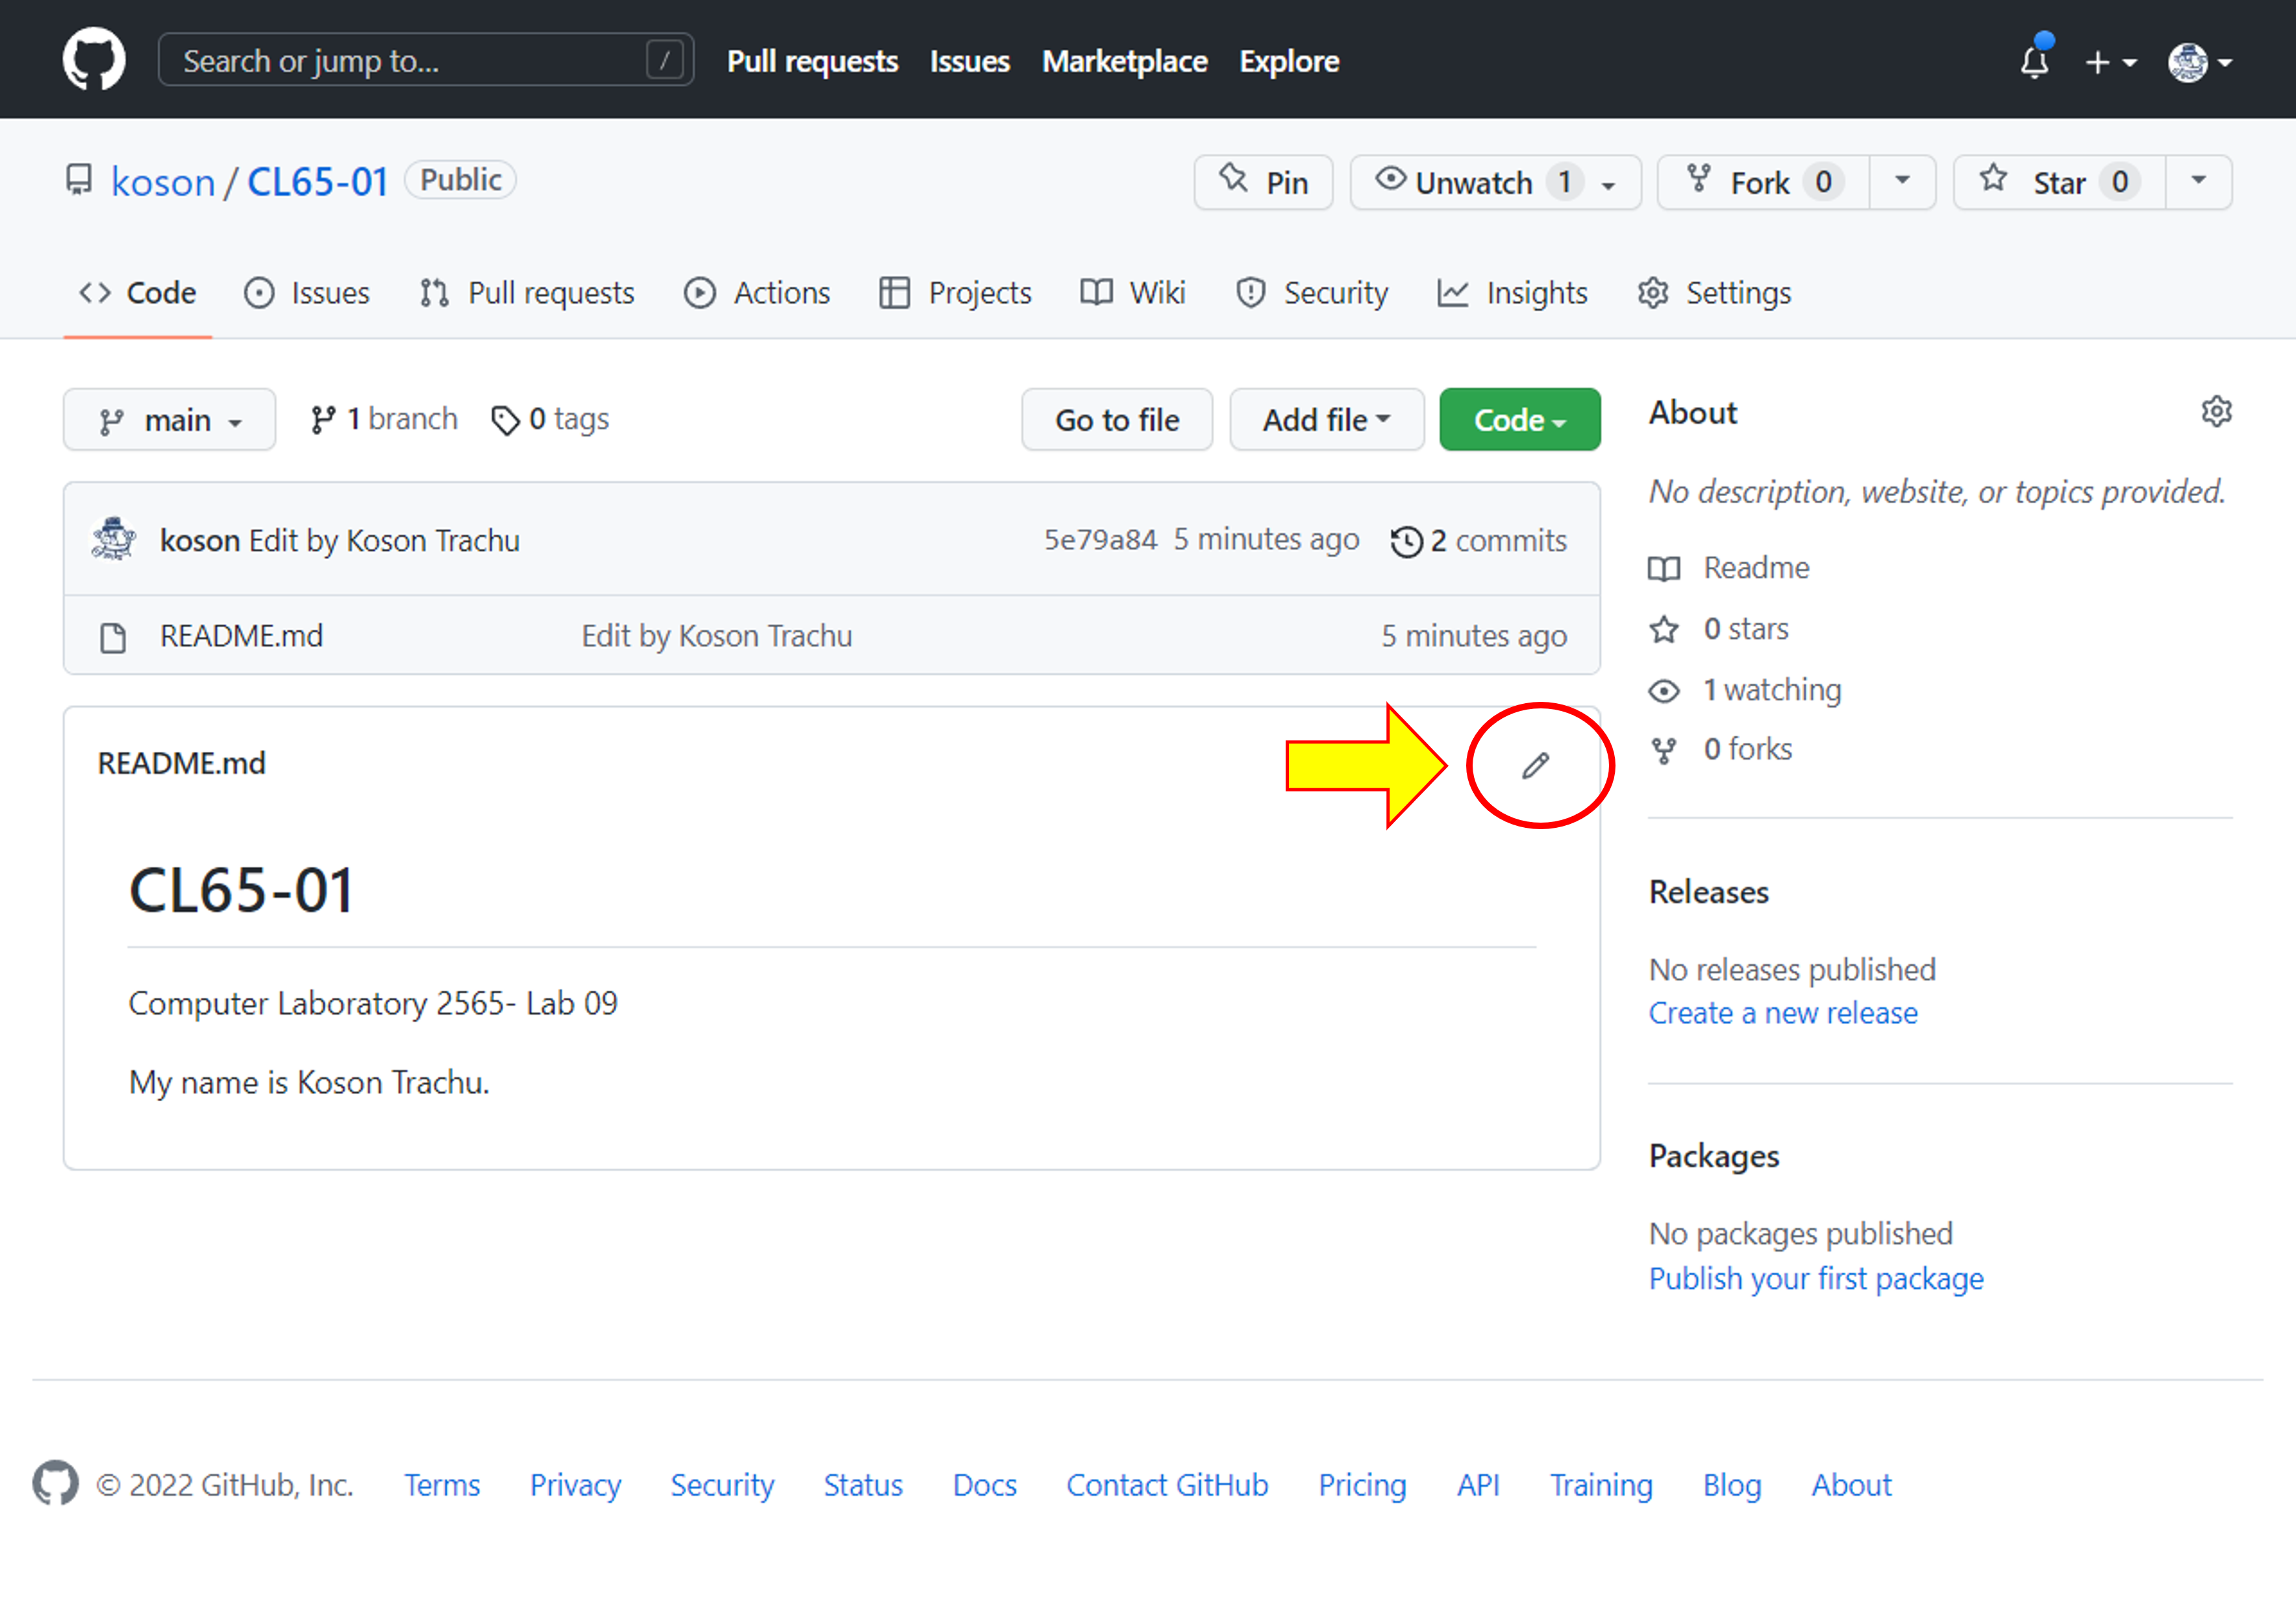 Search or jump to... / Pull requests Issues Marketplace Explore
koson / CL65-01 Public Pin Unwatch 1 Fork 0 Star 0
Code Issues Pull requests Actions Projects Wiki Security Insights Settings
main 1 branch 0 tags Go to file Add file Code
koson Edit by Koson Trachu 5e79a84 5 minutes ago 2 commits
README.md Edit by Koson Trachu 5 minutes ago
README.md
CL65-01
Computer Laboratory 2565- Lab 09
My name is Koson Trachu.
About
No description, website, or topics provided.
Readme
0 stars
1 watching
0 forks
Releases
No releases published
Create a new release
Packages
No packages published
Publish your first package
© 2022 GitHub, Inc. Terms Privacy Security Status Docs Contact GitHub Pricing API Training Blog About